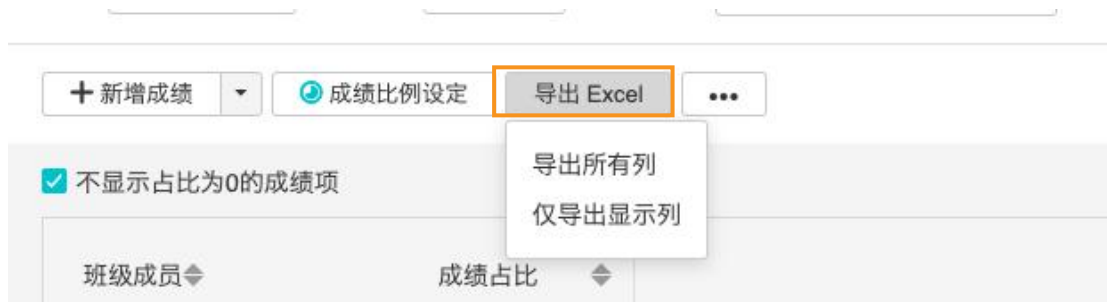 新增成绩 成绩比例设定 导出 Excel •••
导出所有列
不显示占比为0的成绩项
仅导出显示列
班级成员 成绩占比